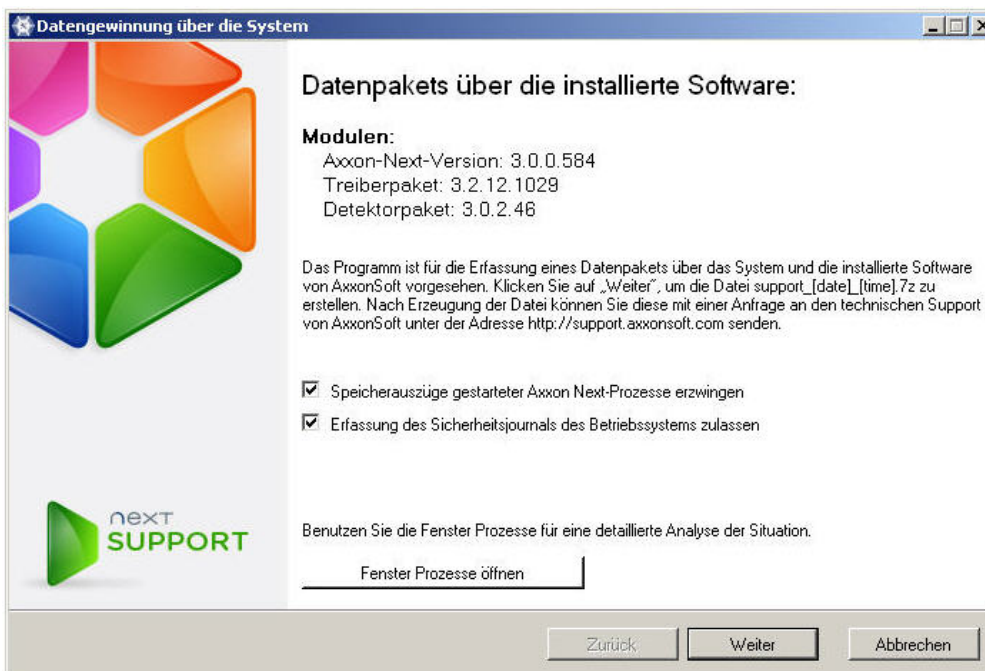 Datengewinnung über die System
Datenpakets über die installierte Software:
Modulen:
Axxon-Next-Version: 3.0.0.584
Treiberpaket: 3.2.12.1029
Detektorpaket: 3.0.2.46
Das Programm ist für die Erfassung eines Datenpakets über das System und die installierte Software
von AxxonSoft vorgesehen. Klicken Sie auf „Weiter“, um die Datei support_[date]_[time].7z zu
erstellen. Nach Erzeugung der Datei können Sie diese mit einer Anfrage an den technischen Support
von AxxonSoft unter der Adresse http://support.axxonsoft.com senden.
Speicherauszüge gestarteter Axxon Next-Prozesse erzwingen
Erfassung des Sicherheitsjournals des Betriebssystems zulassen
next
SUPPORT
Benutzen Sie die Fenster Prozesse für eine detaillierte Analyse der Situation.
Fenster Prozesse öffnen
Zurück
Weiter
Abbrechen